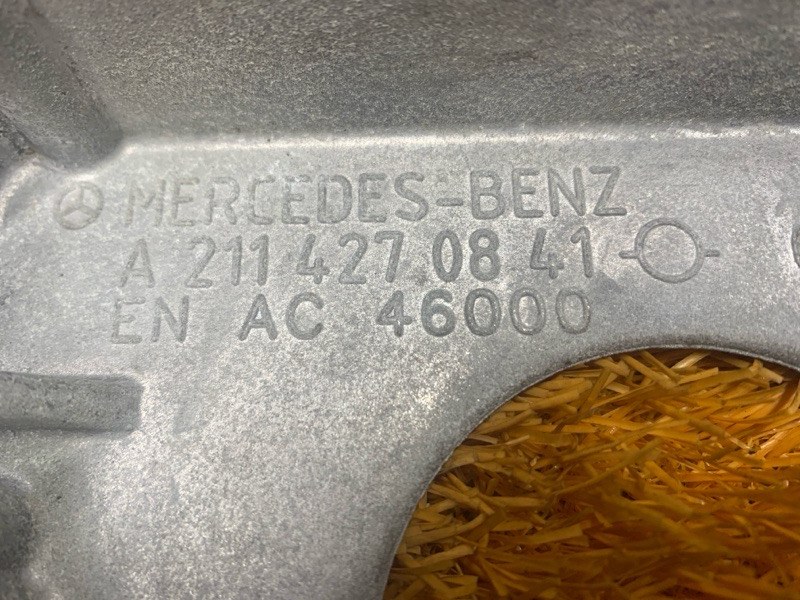 MERCEDES-BENZ
A 211 427 08 41
EN AC 46000